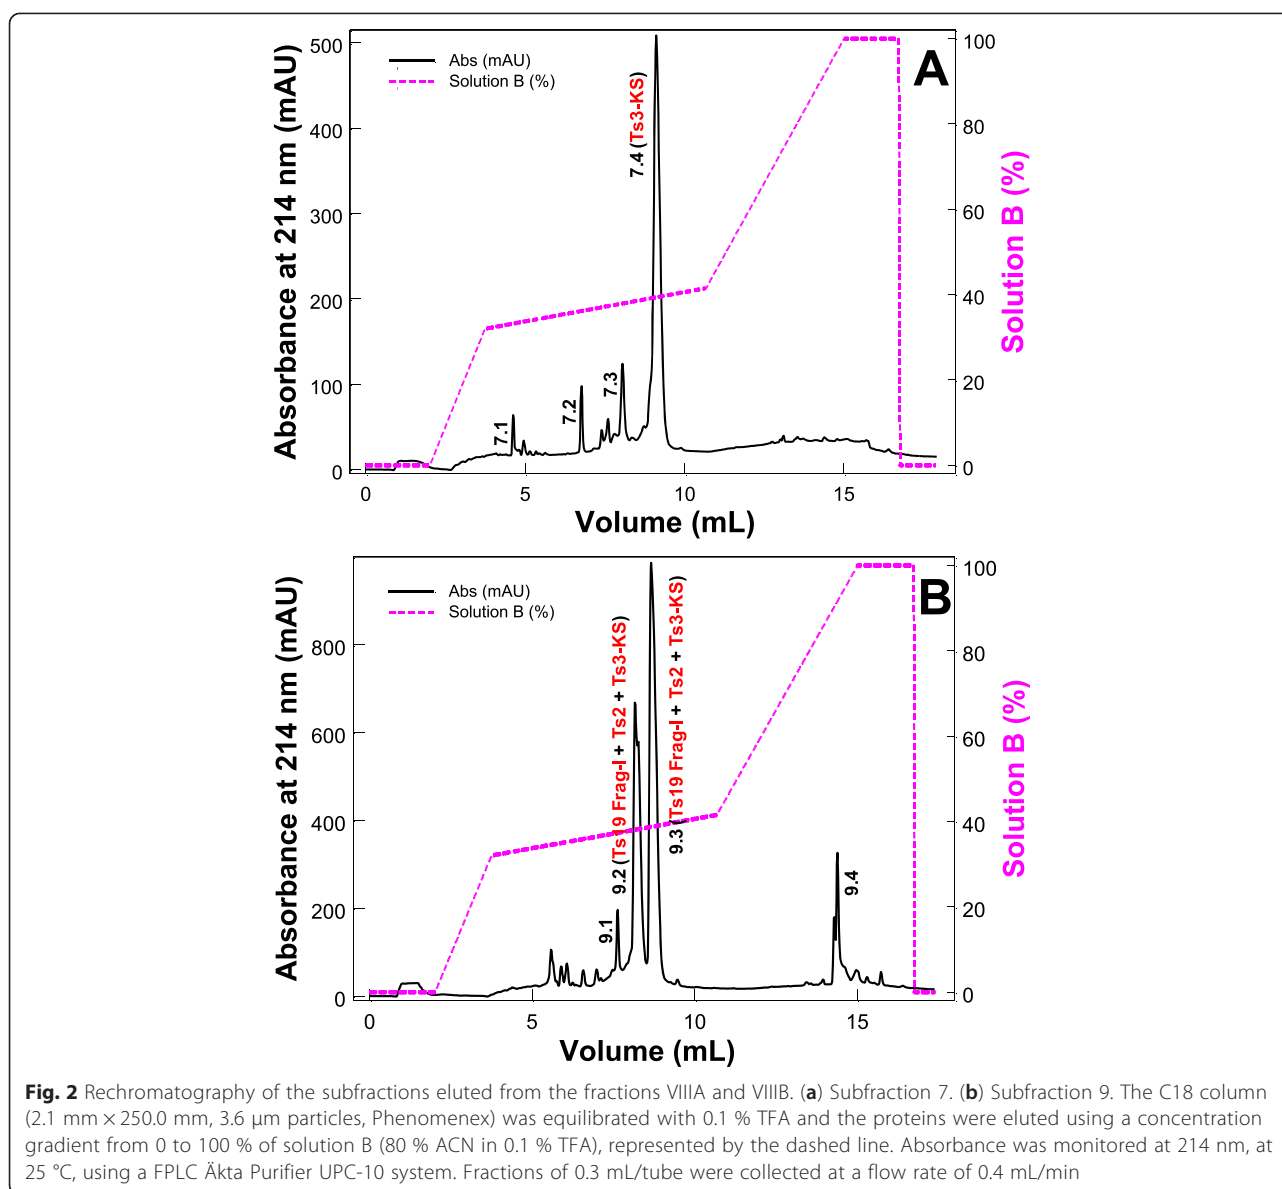 Absorbance at 214 nm (mAU)
500
400
300
200
100
0
Abs (mAU)
Solution B (%)
7.1
7.2
7.3
7.4 (Ts3-KS)
A
100
80
60
40
20
0
Solution B (%)
0
5
10
15
Volume (mL)
Absorbance at 214 nm (mAU)
800
600
400
200
0
Abs (mAU)
Solution B (%)
9.1
9.2 (Ts19 Frag-I + Ts2 + Ts3-KS)
9.3 (Ts19 Frag-I + Ts2 + Ts3-KS)
9.4
B
100
80
60
40
20
0
Solution B (%)
0
5
10
15
Volume (mL)
Fig. 2 Rechromatography of the subfractions eluted from the fractions VIIIA and VIIIB. (a) Subfraction 7. (b) Subfraction 9. The C18 column
(2.1 mm × 250.0 mm, 3.6 μm particles, Phenomenex) was equilibrated with 0.1 % TFA and the proteins were eluted using a concentration
gradient from 0 to 100 % of solution B (80 % ACN in 0.1 % TFA), represented by the dashed line. Absorbance was monitored at 214 nm, at
25 °C, using a FPLC Äkta Purifier UPC-10 system. Fractions of 0.3 mL/tube were collected at a flow rate of 0.4 mL/min